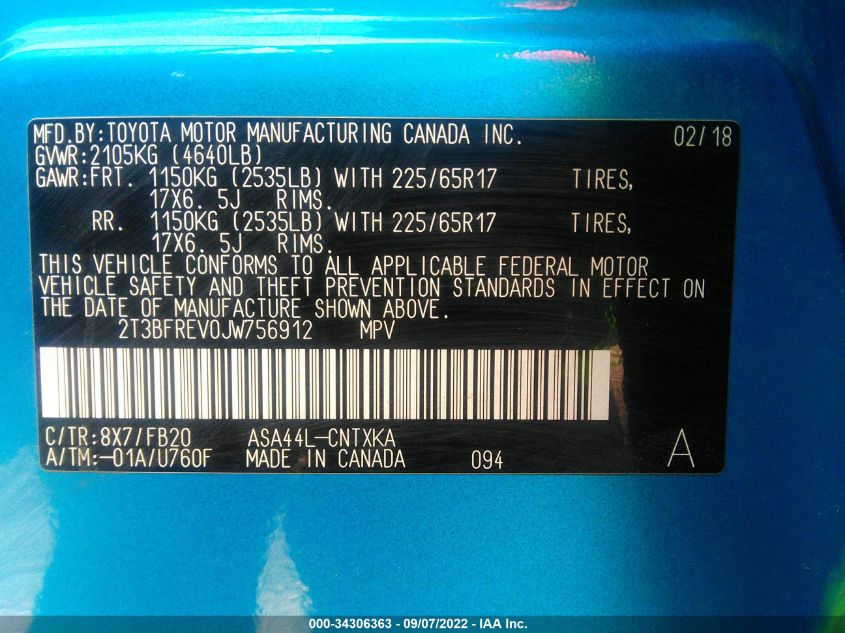 MFD.BY:TOYOTA MOTOR MANUFACTURING CANADA INC. 02/18
GVWR:2105KG (4640LB)
GAWR:FRT. 1150KG (2535LB) WITH 225/65R17 TIRES,
17X6. 5J RIMS.
RR. 1150KG (2535LB) WITH 225/65R17 TIRES,
17X6. 5J RIMS.
THIS VEHICLE CONFORMS TO ALL APPLICABLE FEDERAL MOTOR
VEHICLE SAFETY AND THEFT PREVENTION STANDARDS IN EFFECT ON
THE DATE OF MANUFACTURE SHOWN ABOVE.
2T3BFREV0JW756912 MPV
C/TR:8X7/FB20 ASA44L-CNTXKA
A/TM:-01A/U760F MADE IN CANADA 094 A
000-34306363 - 09/07/2022 - IAA Inc.